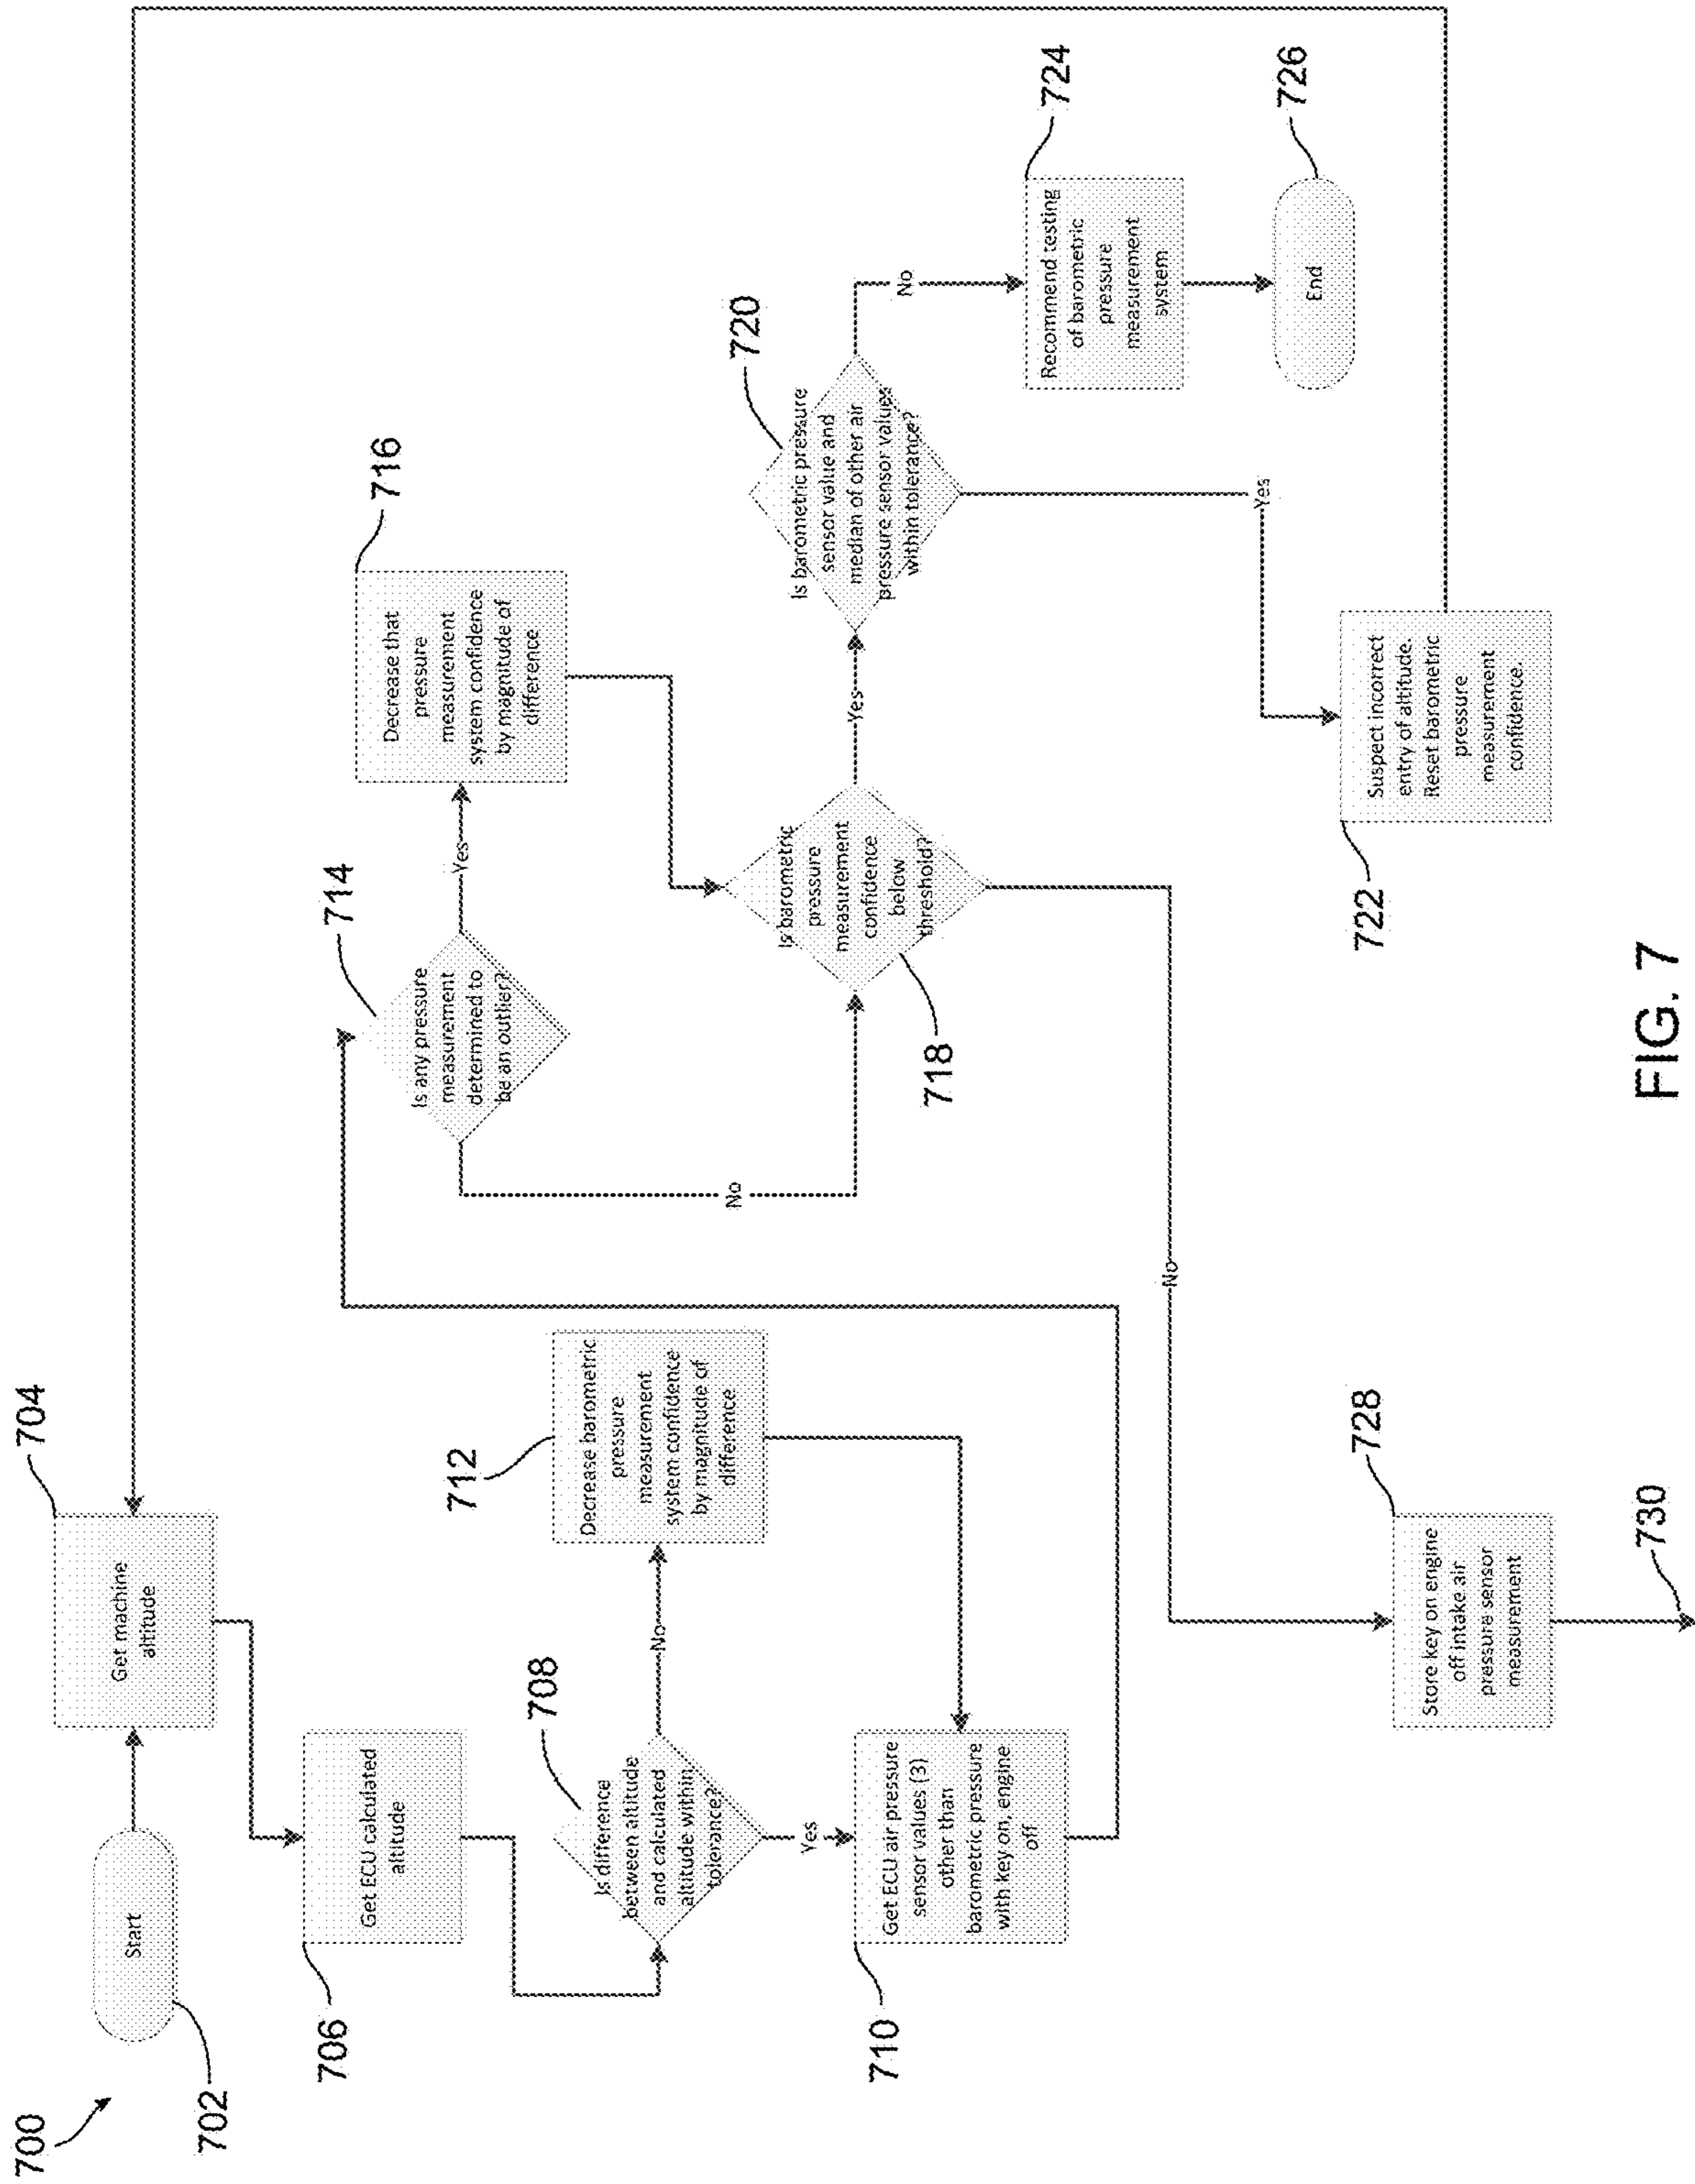 700
702
Start
704
Get machine
altitude
706
Get ECU calculated
altitude
708
Is difference
between altitude
and calculated
altitude within
tolerance?
No
Yes
712
Decrease barometric
pressure
measurement
system confidence
by magnitude of
difference
710
Get ECU air pressure
sensor values (3)
other than
barometric pressure
with key on, engine
off
714
Is any pressure
measurement
determined to
be an outlier?
Yes
No
716
Decrease that
pressure
measurement
system confidence
by magnitude of
difference
718
Is barometric
pressure
measurement
confidence
below
threshold?
Yes
No
720
Is barometric pressure
sensor value and
median of other air
pressure sensor values
within tolerance?
No
Yes
724
Recommend testing
of barometric
pressure
measurement
system
726
End
722
Suspect incorrect
entry of altitude.
Reset barometric
pressure
measurement
confidence.
728
Store key on engine
off intake air
pressure sensor
measurement
730
FIG. 7